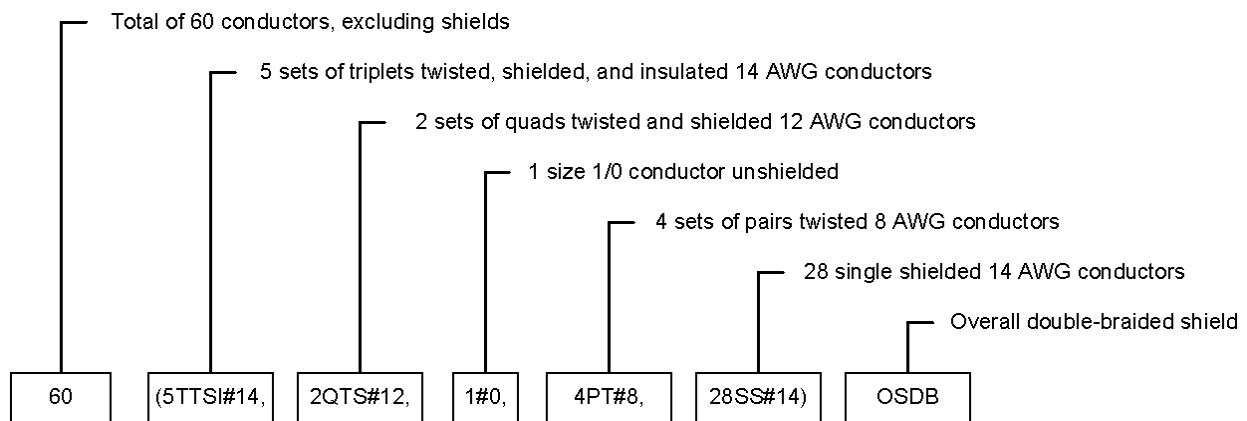 Total of 60 conductors, excluding shields
5 sets of triplets twisted, shielded, and insulated 14 AWG conductors
2 sets of quads twisted and shielded 12 AWG conductors
1 size 1/0 conductor unshielded
4 sets of pairs twisted 8 AWG conductors
28 single shielded 14 AWG conductors
Overall double-braided shield
60 (5TTSI#14, 2QTS#12, 1#0, 4PT#8, 28SS#14) OSDB